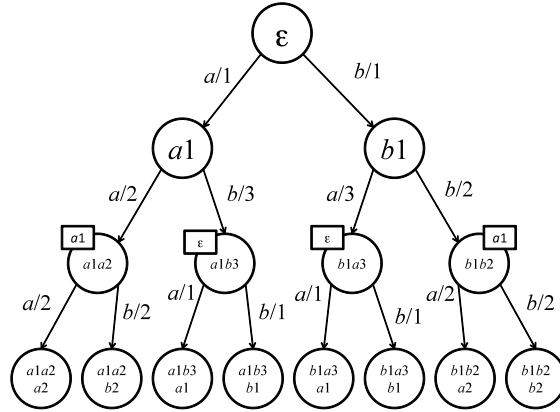 ε
a/1
b/1
a1
b1
a/2
b/3
a/3
b/2
a1
ε
ε
a1
a1a2
a1b3
b1a3
b1b2
a/2
b/2
a/1
b/1
a/1
b/1
a/2
b/2
a1a2
a2
a1a2
b2
a1b3
a1
a1b3
b1
b1a3
a1
b1a3
b1
b1b2
a2
b1b2
b2